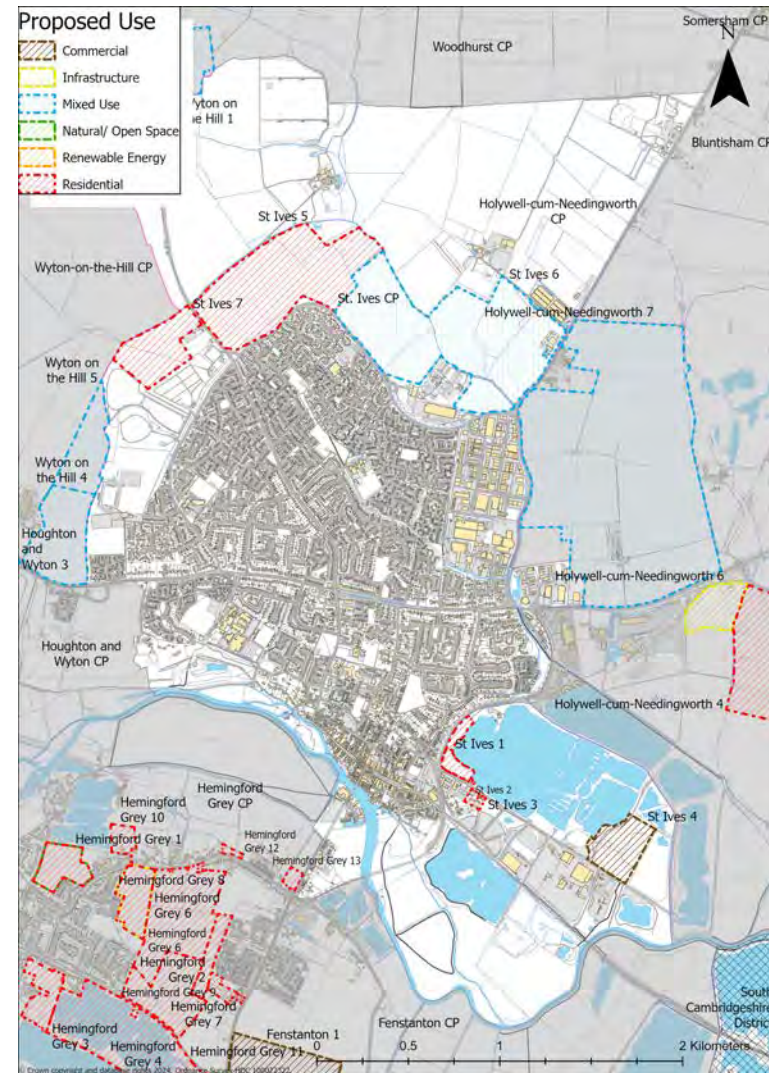 Proposed Use
Commercial
Infrastructure
Mixed Use
Natural/ Open Space
Renewable Energy
Residential
Somersham CP
N
Woodhurst CP
Bluntisham CP
Holywell-cum-Needingworth
CP
St Ives 5
St Ives 6
Wyton-on-the-Hill CP
St Ives 7
St. Ives CP
Holywell-cum-Needingworth 7
Wyton on
the Hill 5
Wyton on
the Hill 4
Houghton
and
Wyton 3
Holywell-cum-Needingworth 6
Houghton and
Wyton CP
Holywell-cum-Needingworth 4
St Ives 1
St Ives 2
St Ives 3
St Ives 4
Hemingford
Grey CP
Hemingford
Grey 10
Hemingford Grey 1
Hemingford
Grey 12
Hemingford Grey 13
Hemingford Grey 8
Hemingford
Grey 6
Hemingford
Grey 6
Hemingford
Grey 2
Hemingford Grey 9
Hemingford
Grey 7
Hemingford
Grey 3
Hemingford
Grey 4
Hemingford Grey 11
Fenstanton 1
Fenstanton CP
South
Cambridgeshire
District
0 0.5 1 2 Kilometers